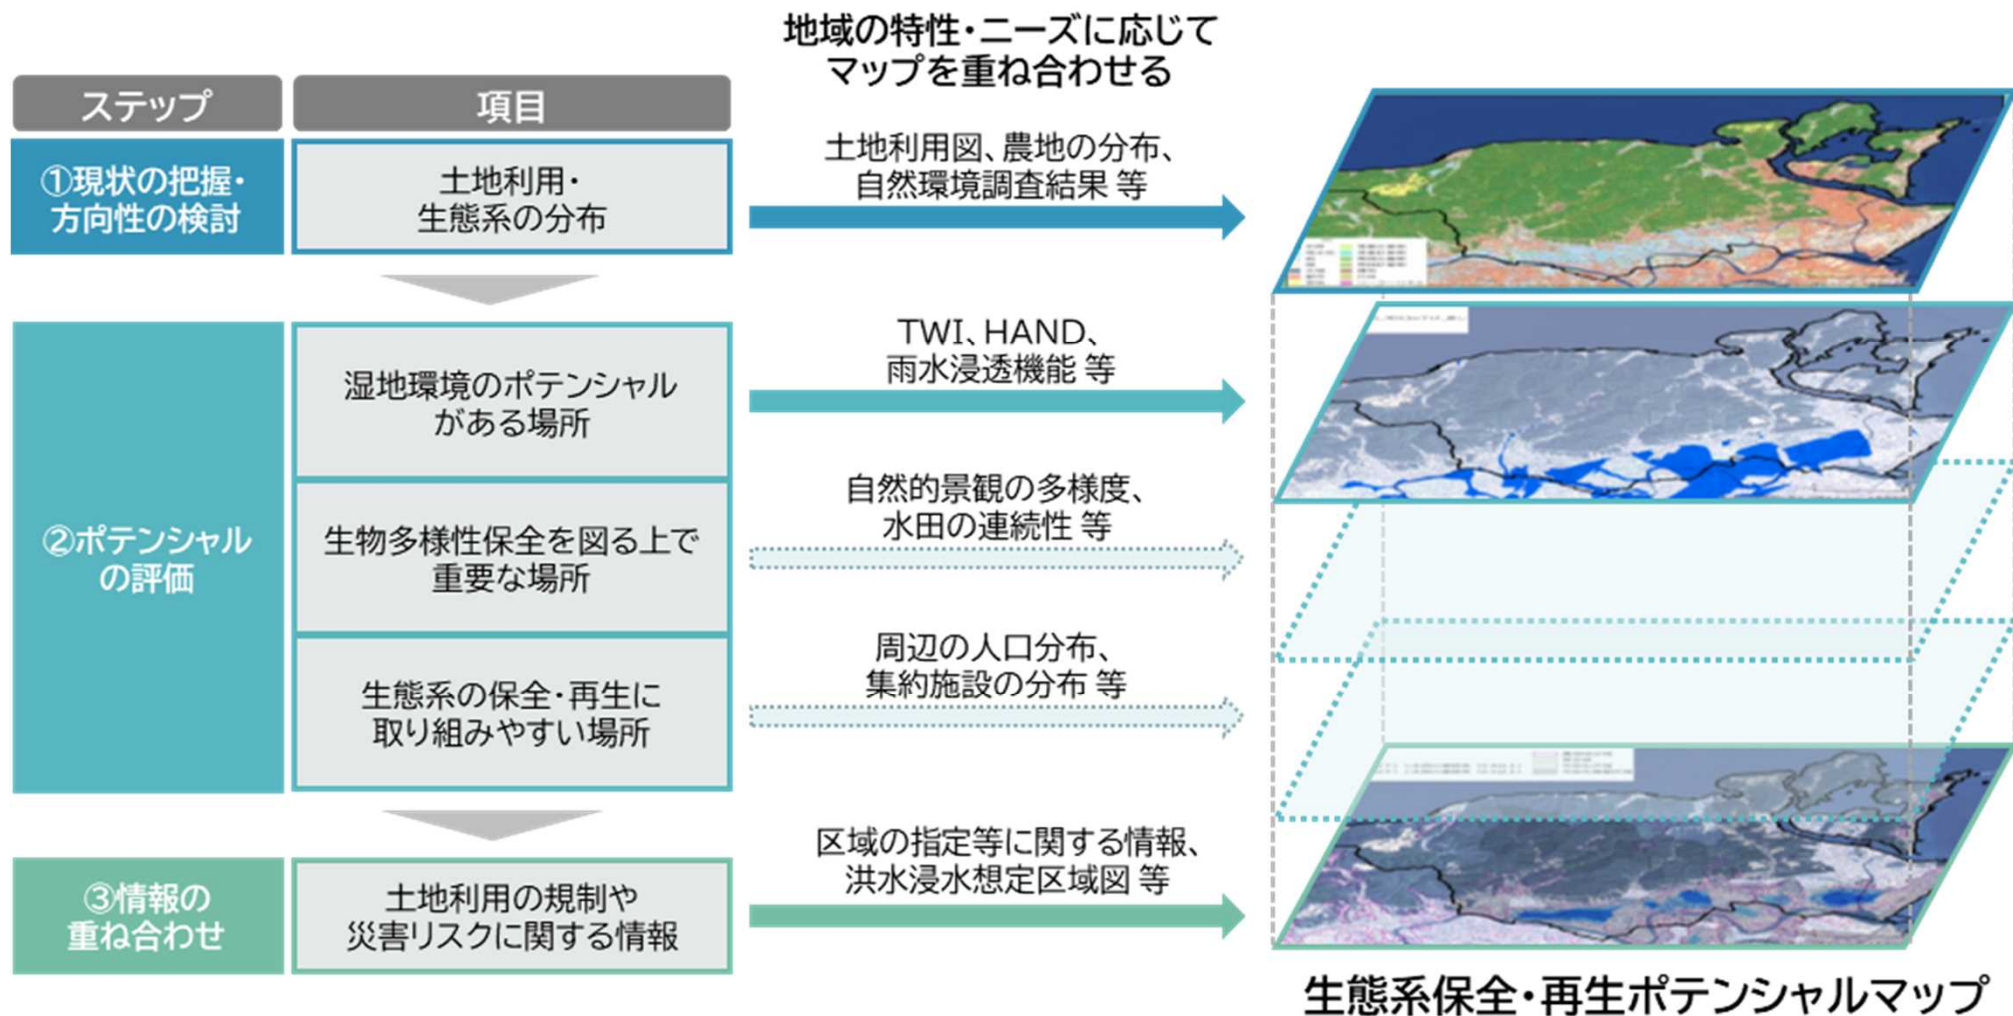 地域の特性・ニーズに応じて
マップを重ね合わせる
ステップ
項目
①現状の把握・
方向性の検討
土地利用・
生態系の分布
土地利用図、農地の分布、
自然環境調査結果 等
②ポテンシャル
の評価
湿地環境のポテンシャル
がある場所
TWI、HAND、
雨水浸透機能 等
生物多様性保全を図る上で
重要な場所
自然的景観の多様度、
水田の連続性 等
生態系の保全・再生に
取り組みやすい場所
周辺の人口分布、
集約施設の分布 等
③情報の
重ね合わせ
土地利用の規制や
災害リスクに関する情報
区域の指定等に関する情報、
洪水浸水想定区域図 等
生態系保全・再生ポテンシャルマップ